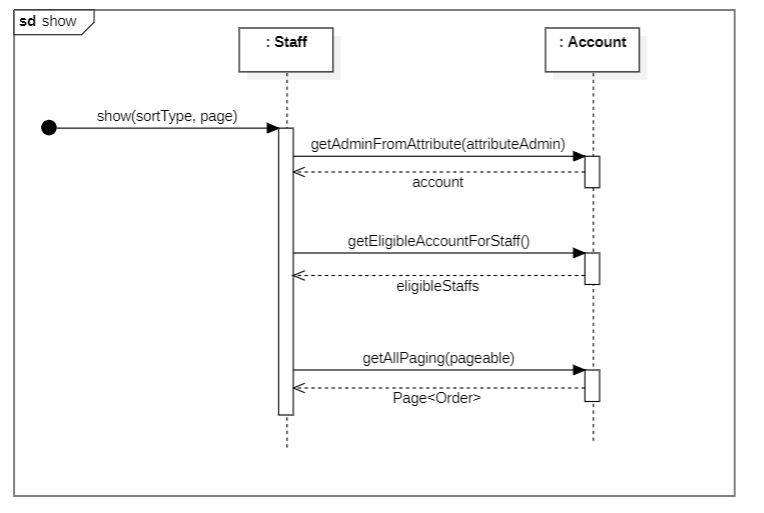 sd show
: Staff
: Account
show(sortType, page)
getAdminFromAttribute(attributeAdmin)
account
getEligibleAccountForStaff()
eligibleStaffs
getAllPaging(pageable)
Page<Order>